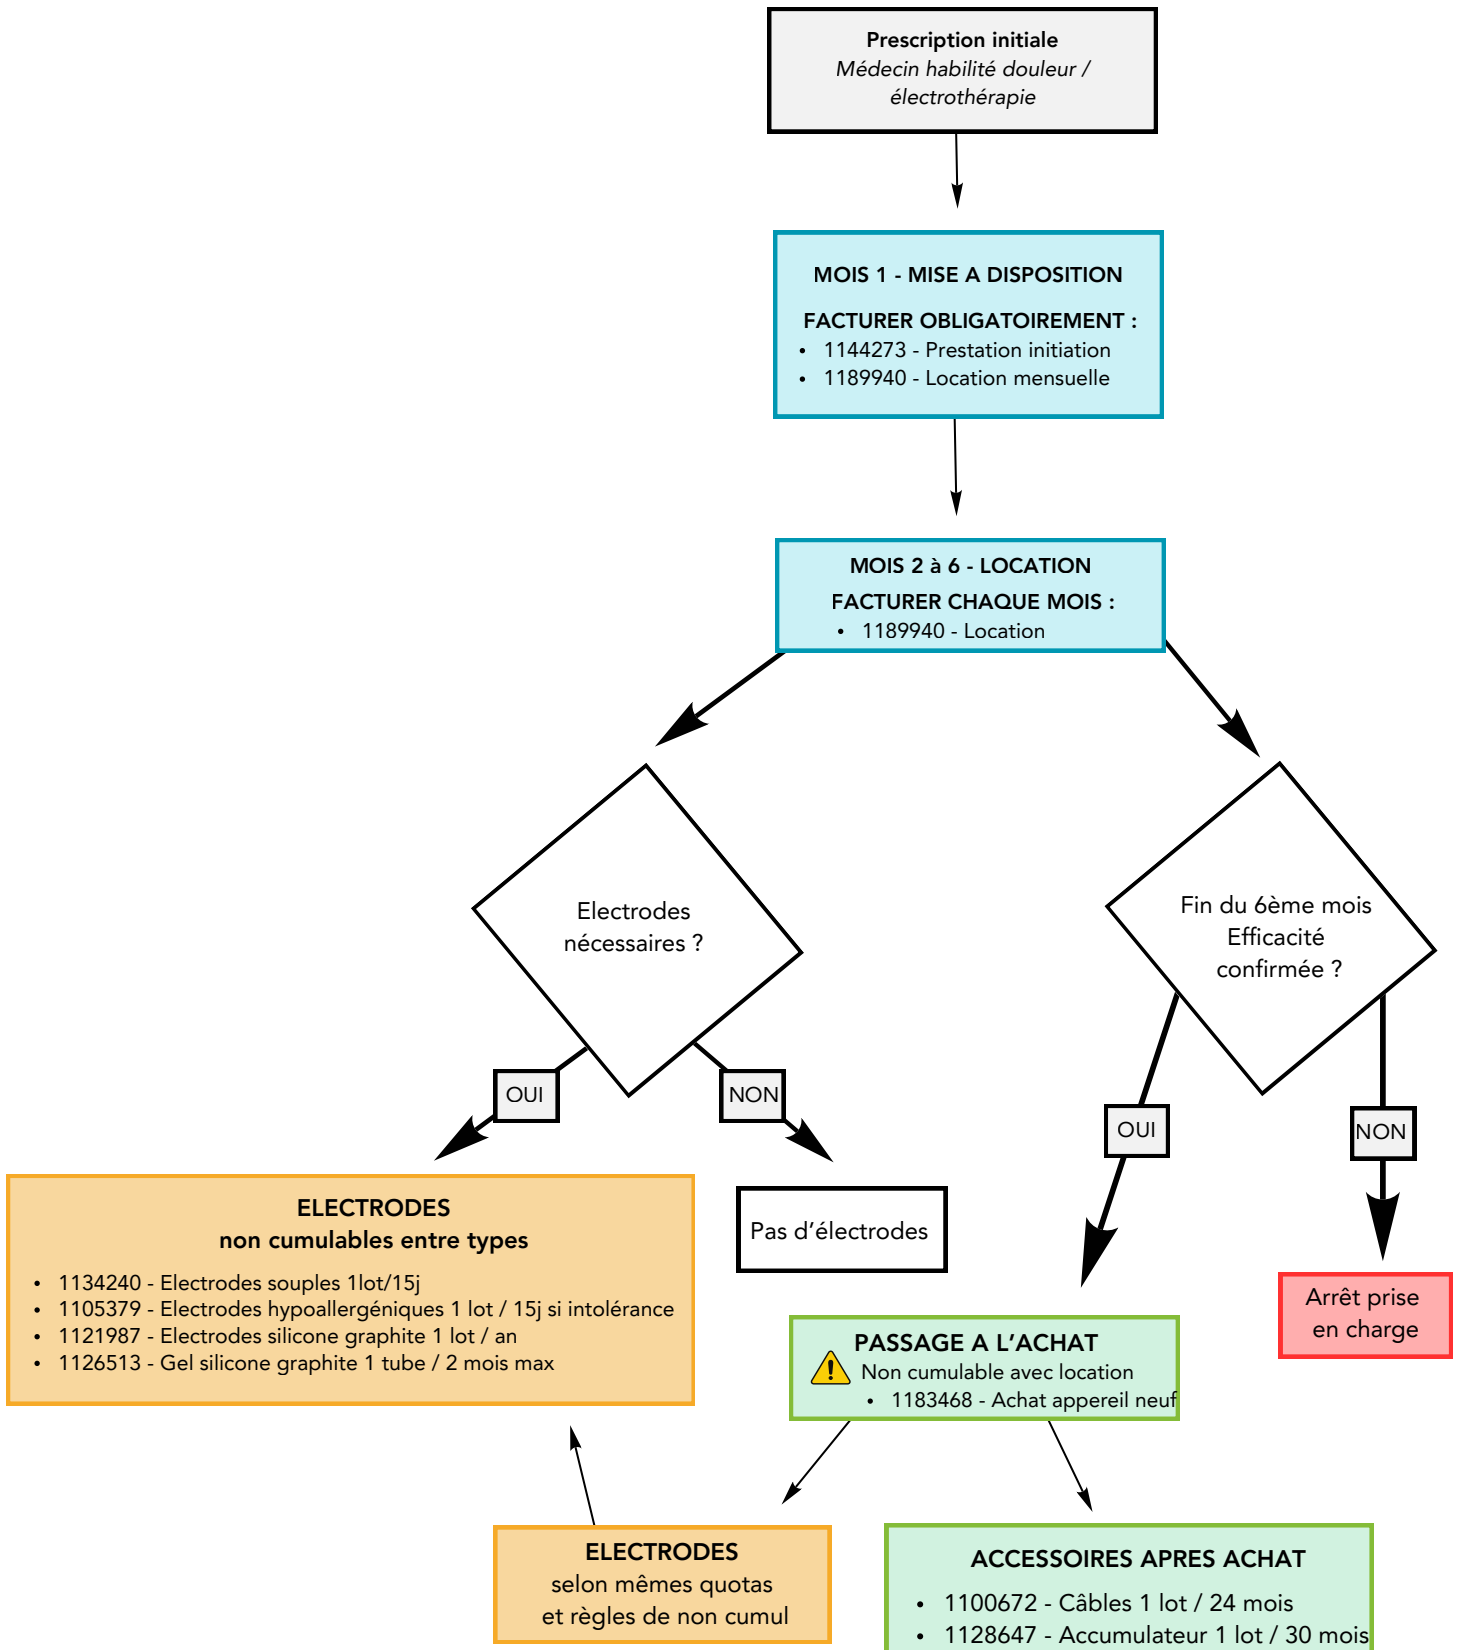 Prescription initiale
Médecin habilité douleur /
électrothérapie
MOIS 1 - MISE A DISPOSITION
FACTURER OBLIGATOIREMENT :
• 1144273 - Prestation initiation
• 1189940 - Location mensuelle
MOIS 2 à 6 - LOCATION
FACTURER CHAQUE MOIS :
• 1189940 - Location
Electrodes
nécessaires ?
Fin du 6ème mois
Efficacité
confirmée ?
OUI
NON
OUI
NON
ELECTRODES
non cumulables entre types
• 1134240 - Electrodes souples 1lot/15j
• 1105379 - Electrodes hypoallergéniques 1 lot / 15j si intolérance
• 1121987 - Electrodes silicone graphite 1 lot / an
• 1126513 - Gel silicone graphite 1 tube / 2 mois max
Pas d’électrodes
Arrêt prise
en charge
PASSAGE A L’ACHAT
Non cumulable avec location
• 1183468 - Achat appereil neuf
ELECTRODES
selon mêmes quotas
et règles de non cumul
ACCESSOIRES APRES ACHAT
• 1100672 - Câbles 1 lot / 24 mois
• 1128647 - Accumulateur 1 lot / 30 mois